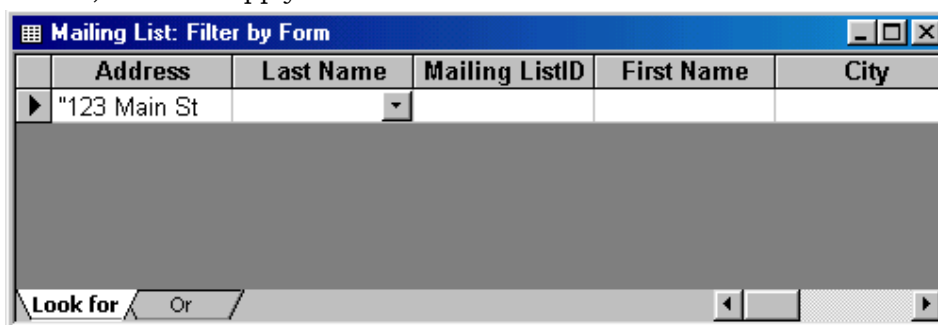 Mailing List: Filter by Form
Address Last Name Mailing ListID First Name City
"123 Main St
Look for Or